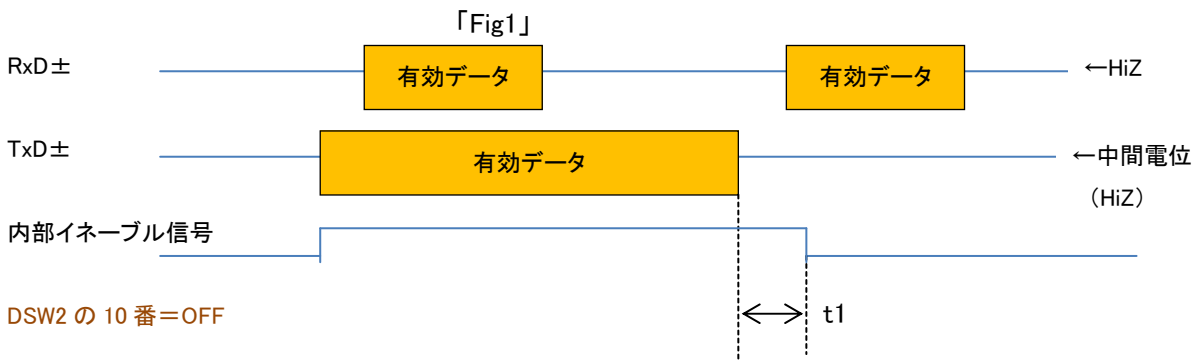 「Fig1」
RxD±
有効データ
有効データ
←HiZ
TxD±
有効データ
←中間電位
(HiZ)
内部イネーブル信号
DSW2 の 10 番=OFF
t1